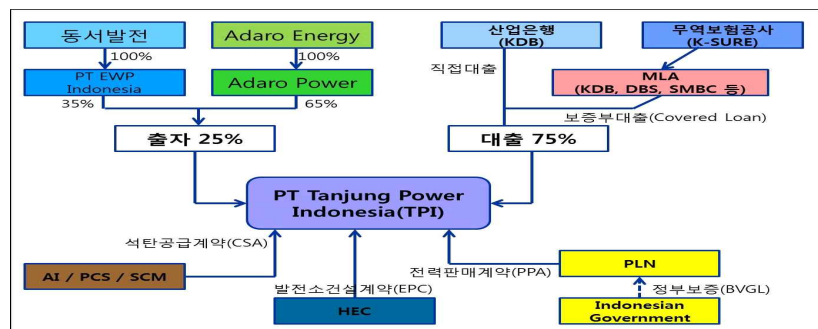 동서발전
Adaro Energy
산업은행
(KDB)
무역보험공사
(K-SURE)
100%
100%
직접대출
PT EWP
Indonesia
Adaro Power
MLA
(KDB, DBS, SMBC 등)
35%
65%
보증부대출(Covered Loan)
출자 25%
대출 75%
PT Tanjung Power
Indonesia(TPI)
석탄공급계약(CSA)
AI / PCS / SCM
발전소건설계약(EPC)
전력판매계약(PPA)
PLN
정부보증(BVGL)
HEC
Indonesian
Government